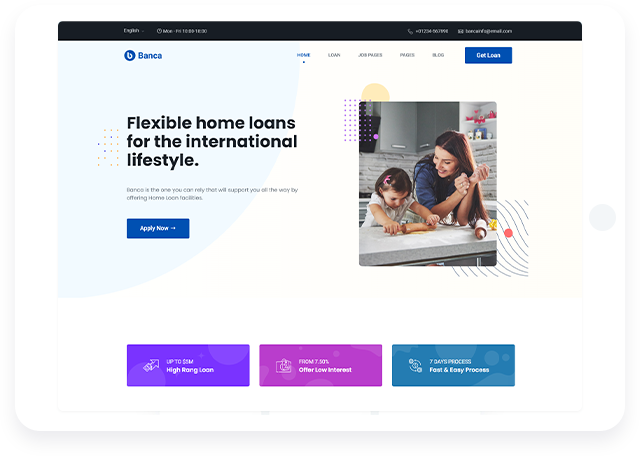 English
Mon - Fri 10:00-18:00
+01234-567890
bancainfo@email.com
Banca
HOME
LOAN
JOB PAGES
PAGES
BLOG
Get Loan
Flexible home loans
for the international
lifestyle.
Banca is the one you can rely that will support you all the way by
offering Home Loan facilities.
Apply Now →
UP TO $5M
High Rang Loan
FROM 7.50%
Offer Low Interest
7 DAYS PROCESS
Fast & Easy Process